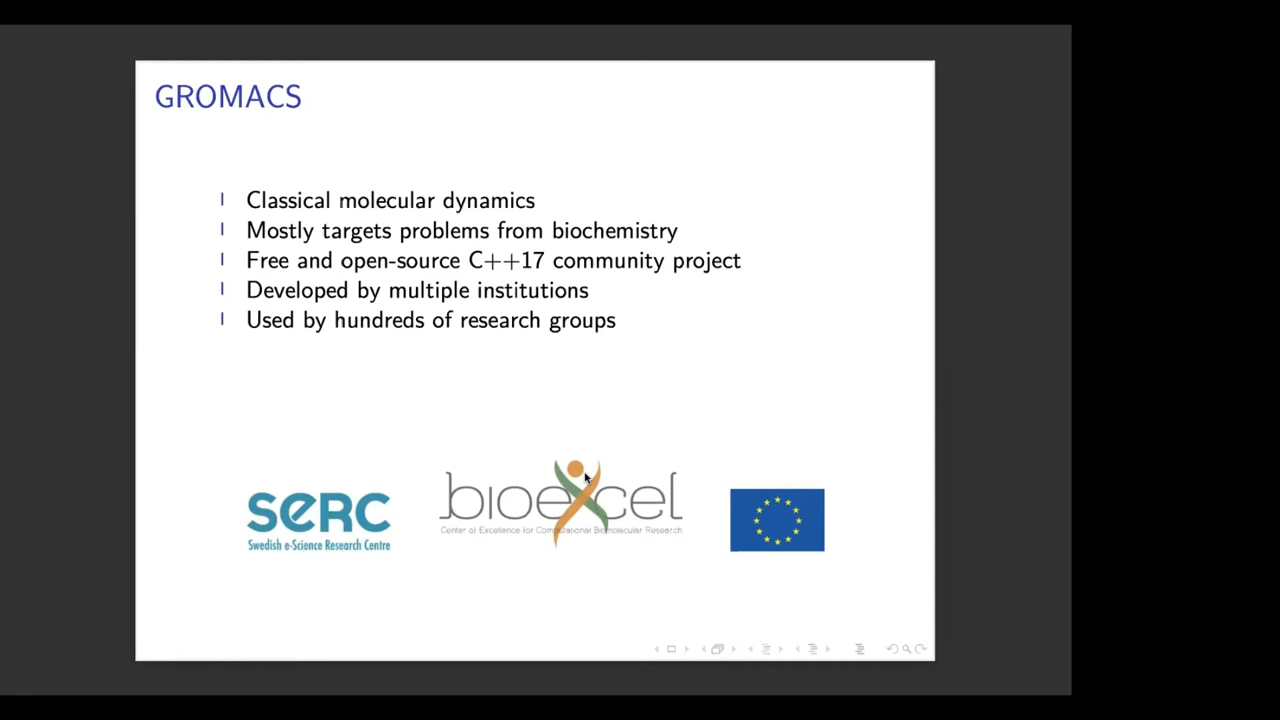 GROMACS
Classical molecular dynamics
Mostly targets problems from biochemistry
Free and open-source C++17 community project
Developed by multiple institutions
Used by hundreds of research groups
SeRC
Swedish e-Science Research Centre
bioexcel
Center of Excellence for Computational Biomolecular Research